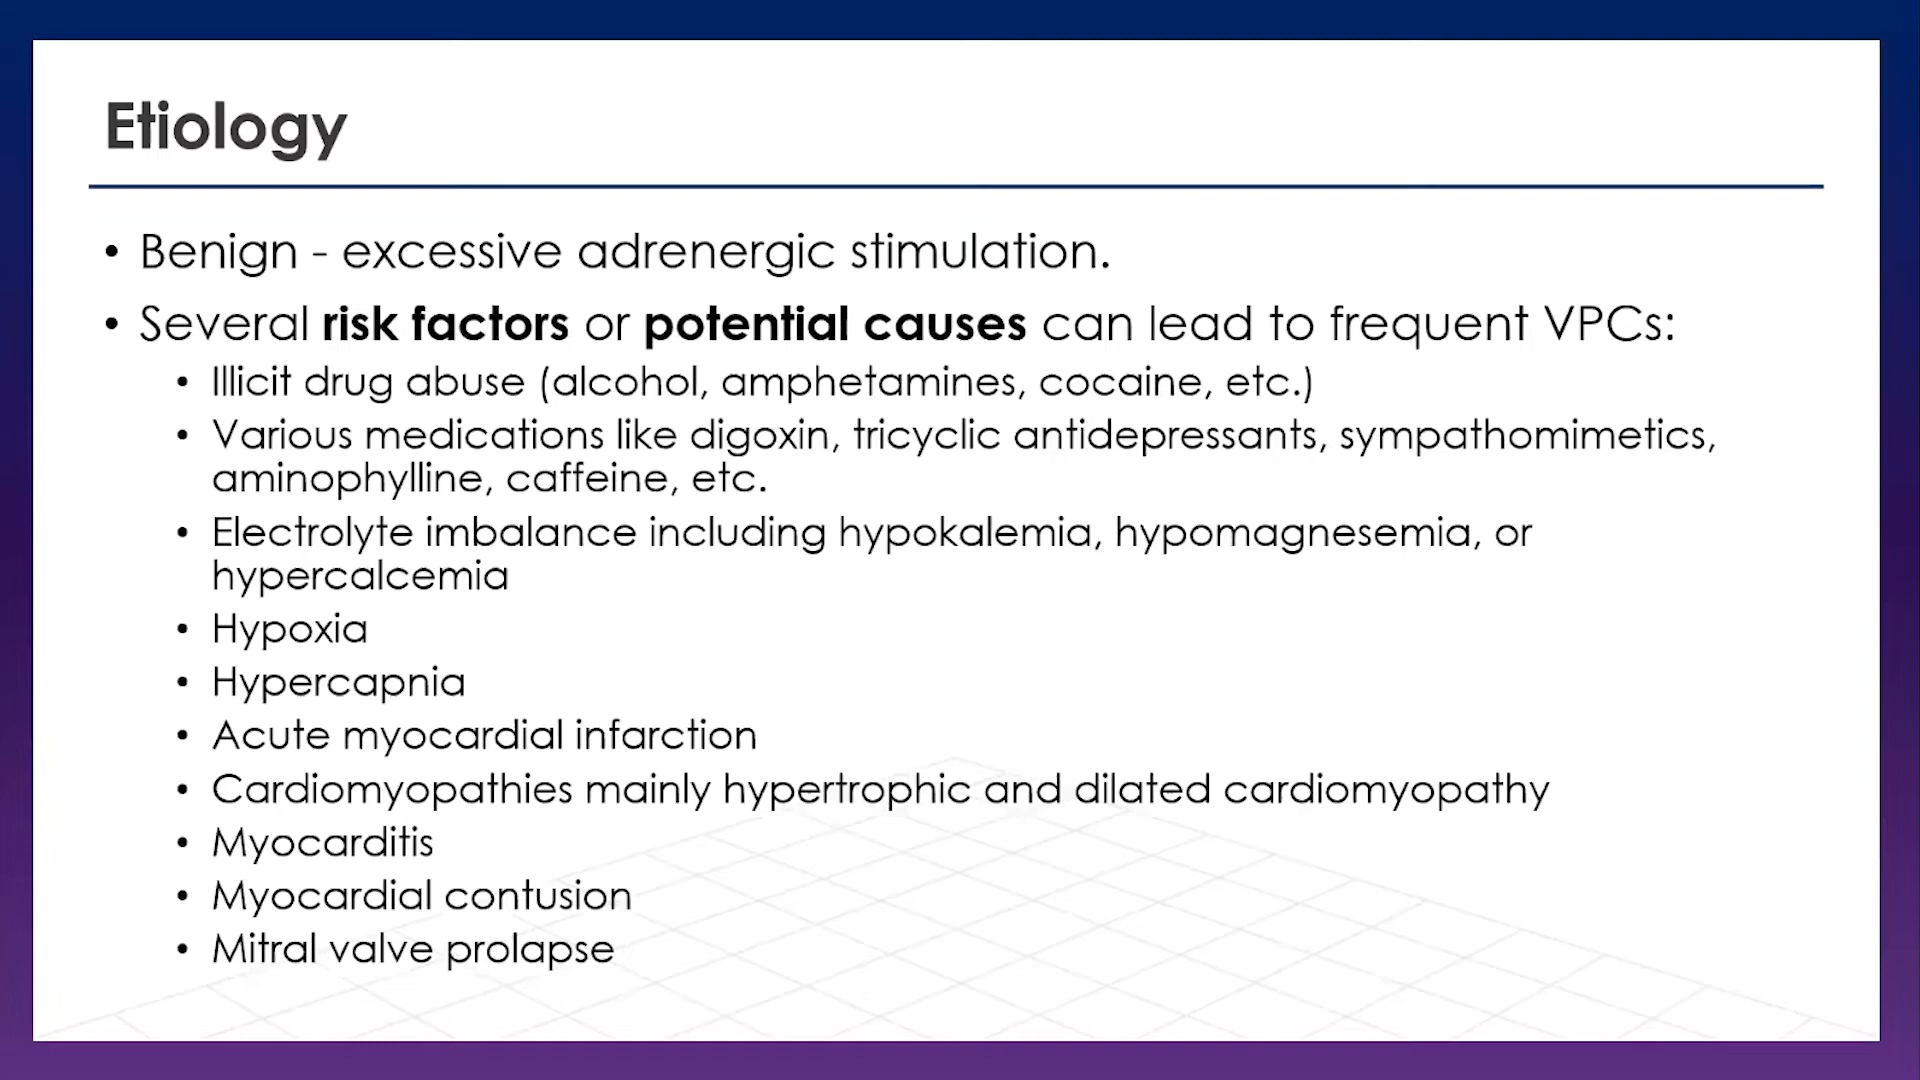 Etiology
• Benign - excessive adrenergic stimulation.
• Several risk factors or potential causes can lead to frequent VPCs:
• Illicit drug abuse (alcohol, amphetamines, cocaine, etc.)
• Various medications like digoxin, tricyclic antidepressants, sympathomimetics,
aminophylline, caffeine, etc.
• Electrolyte imbalance including hypokalemia, hypomagnesemia, or
hypercalcemia
• Hypoxia
• Hypercapnia
• Acute myocardial infarction
• Cardiomyopathies mainly hypertrophic and dilated cardiomyopathy
• Myocarditis
• Myocardial contusion
• Mitral valve prolapse